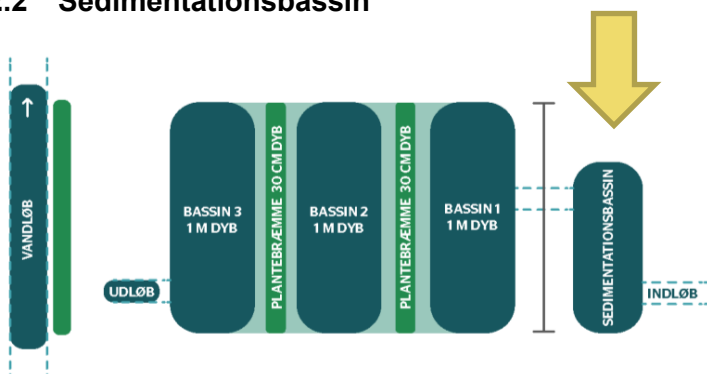 .2 Sedimentationsbassin
VANDLØB
UDLØB
BASSIN 3
1 M DYB
PLANTEBRÆMME 30 CM DYB
BASSIN 2
1 M DYB
PLANTEBRÆMME 30 CM DYB
BASSIN 1
1 M DYB
SEDIMENTATIONSBASSIN
INDLØB